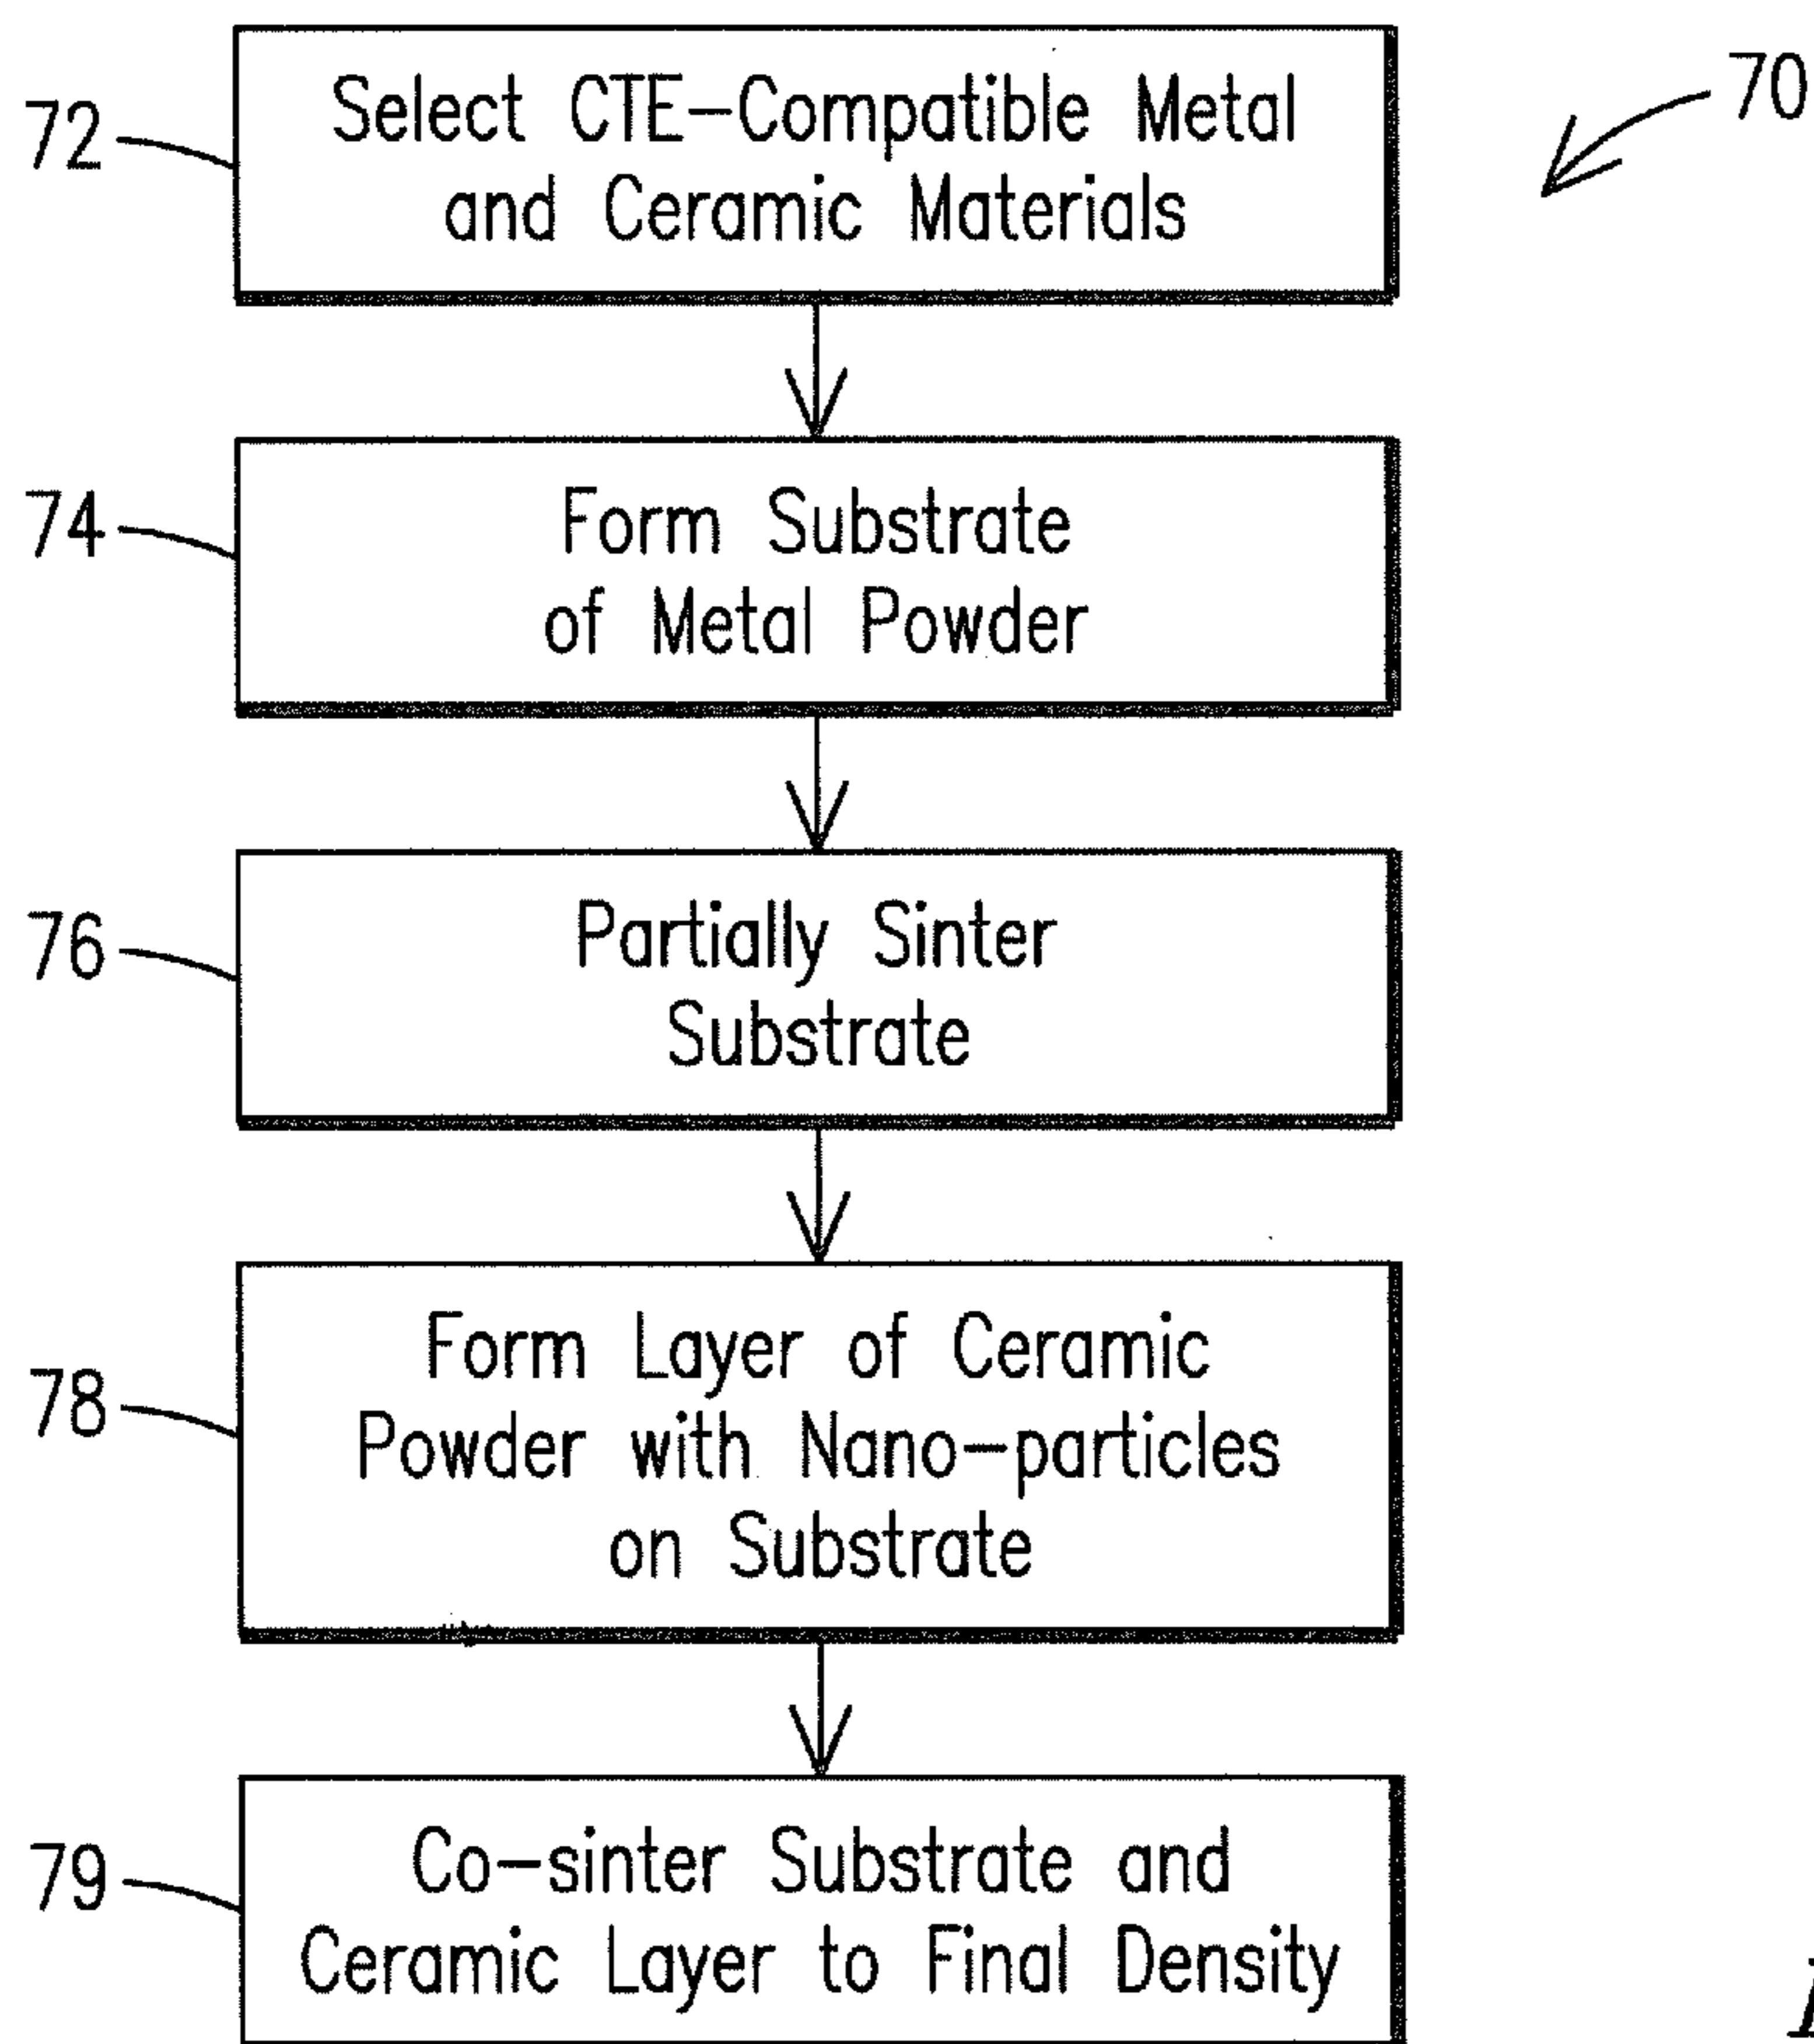 70
72
Select CTE-Compatible Metal
and Ceramic Materials
74
Form Substrate
of Metal Powder
76
Partially Sinter
Substrate
78
Form Layer of Ceramic
Powder with Nano-particles
on Substrate
79
Co-sinter Substrate and
Ceramic Layer to Final Density